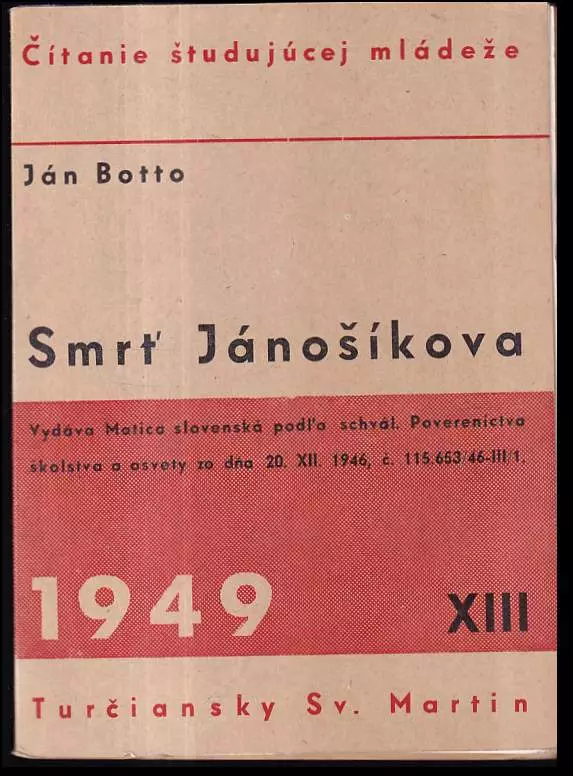 Čítanie študujúcej mládeže
Ján Botto
Smrť Jánošíkova
Vydáva Matica slovenská podľa schvál. Povereníctva
školstva a osvety zo dňa 20. XII. 1946, č. 115.653/46-III/1.
1949 XIII
Turčiansky Sv. Martin